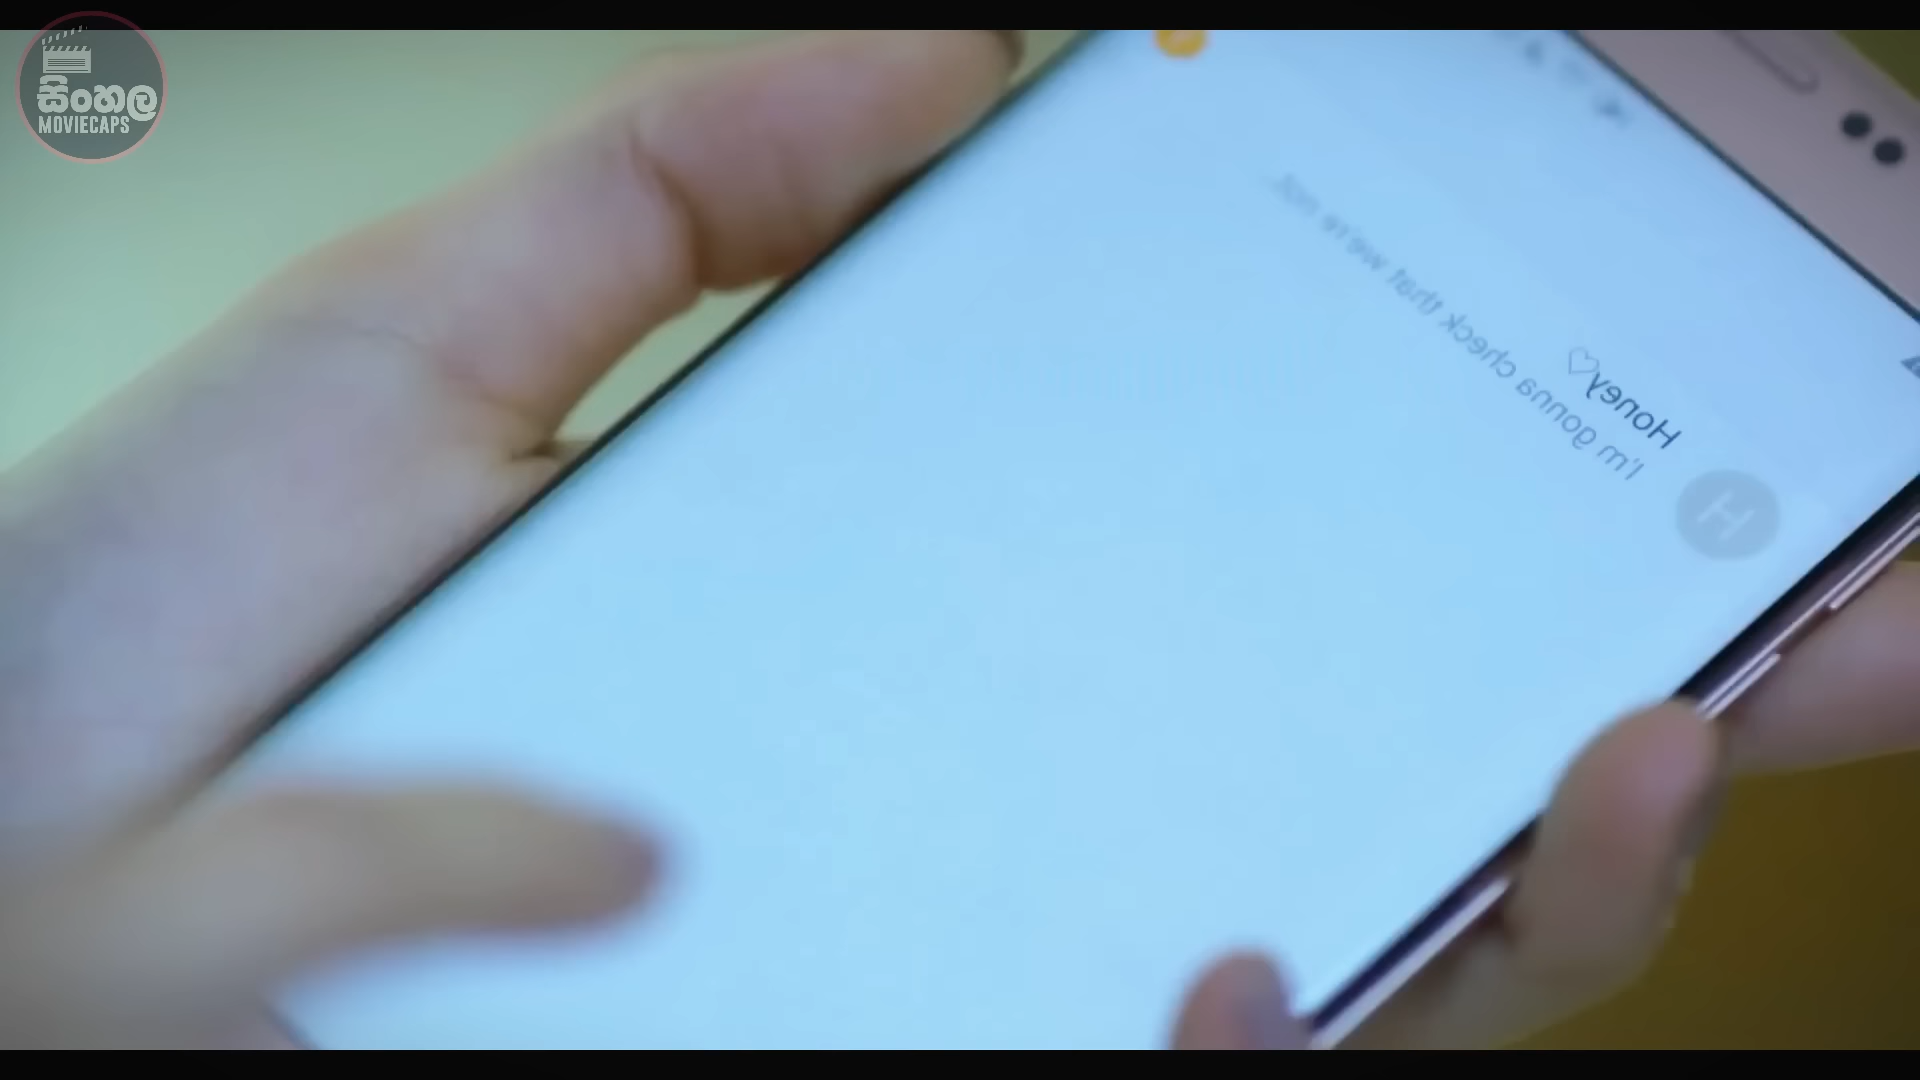 සිංහල
MOVIECAPS
Honey♡
I'm gonna check that we're not
H